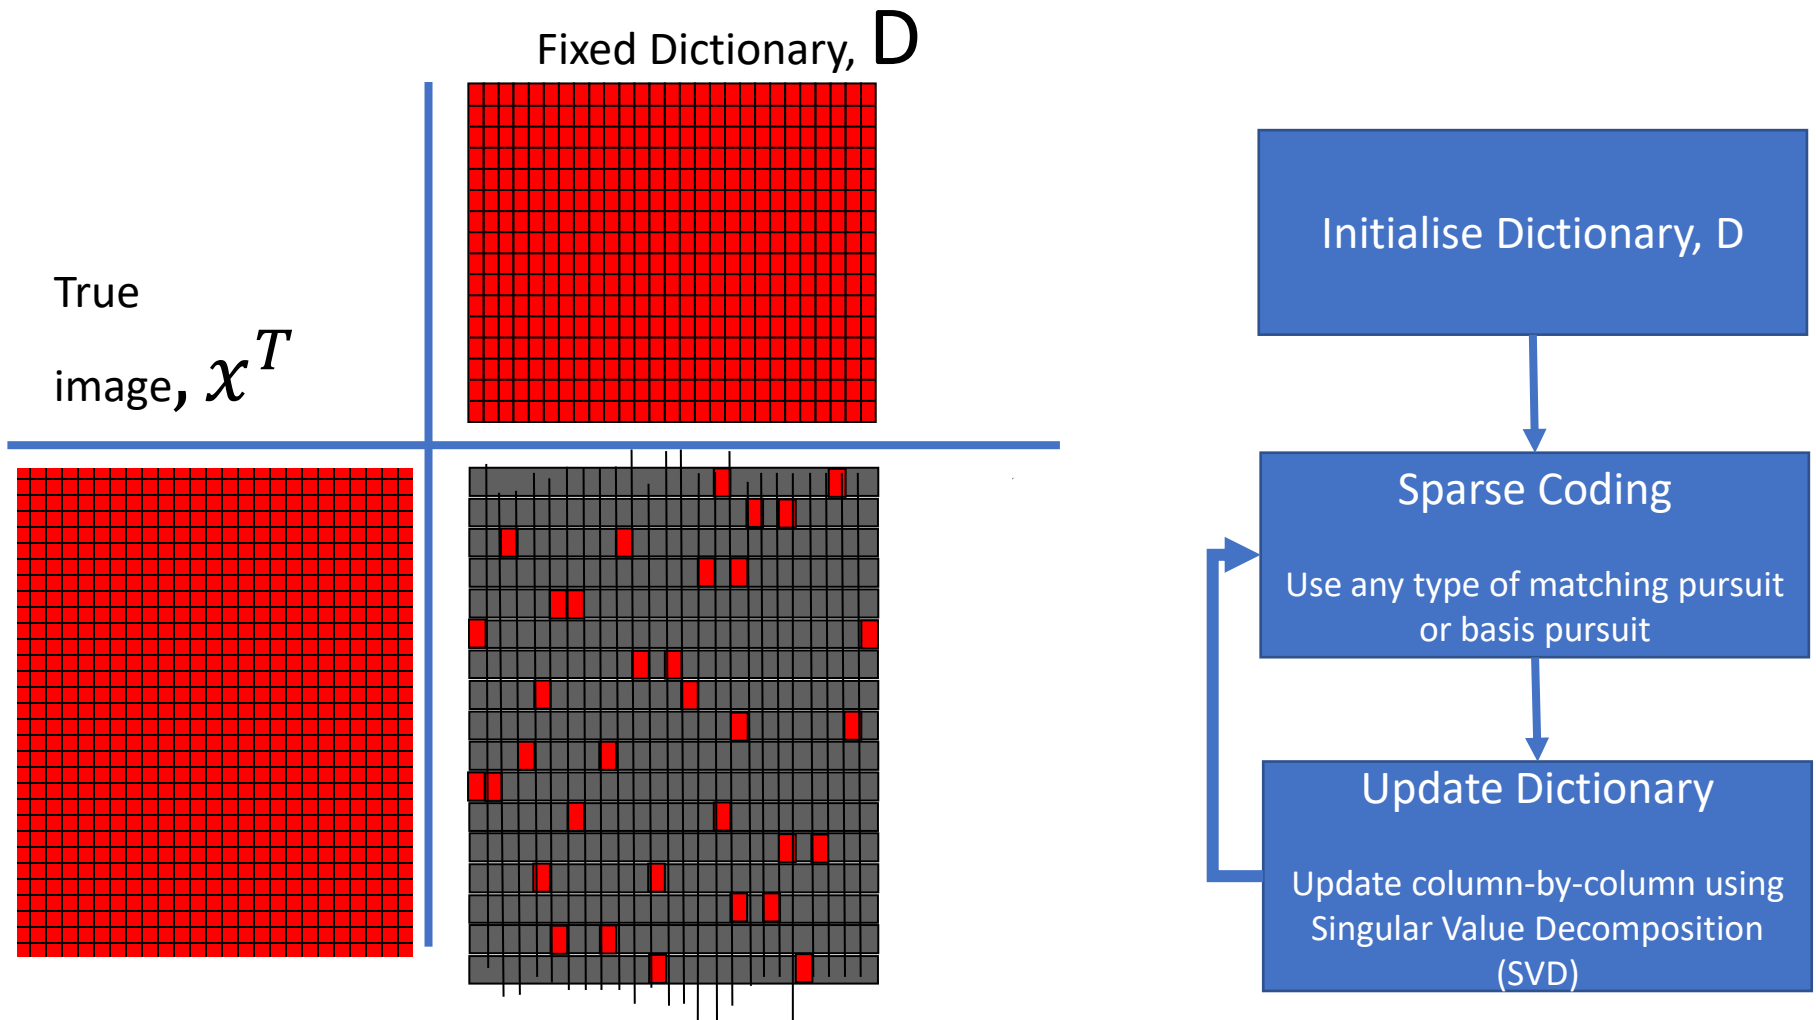 Fixed Dictionary, D
True
image, x^T
Initialise Dictionary, D
Sparse Coding
Use any type of matching pursuit
or basis pursuit
Update Dictionary
Update column-by-column using
Singular Value Decomposition
(SVD)